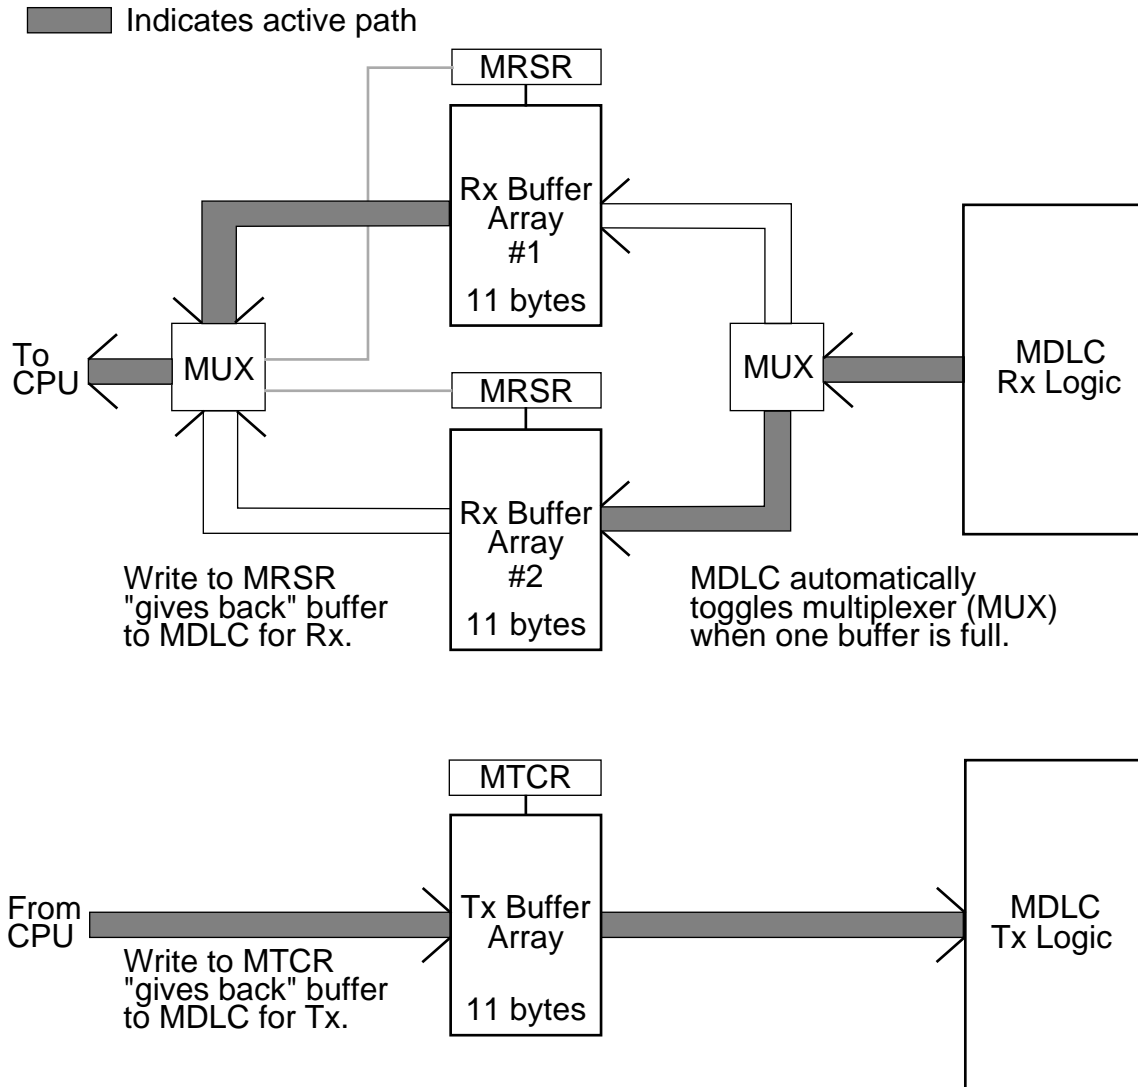 Indicates active path
MRSR
Rx Buffer
Array
#1
11 bytes
To
CPU
MUX
MUX
MDLC
Rx Logic
MRSR
Rx Buffer
Array
#2
11 bytes
Write to MRSR
"gives back" buffer
to MDLC for Rx.
MDLC automatically
toggles multiplexer (MUX)
when one buffer is full.
MTCR
From
CPU
Tx Buffer
Array
11 bytes
MDLC
Tx Logic
Write to MTCR
"gives back" buffer
to MDLC for Tx.